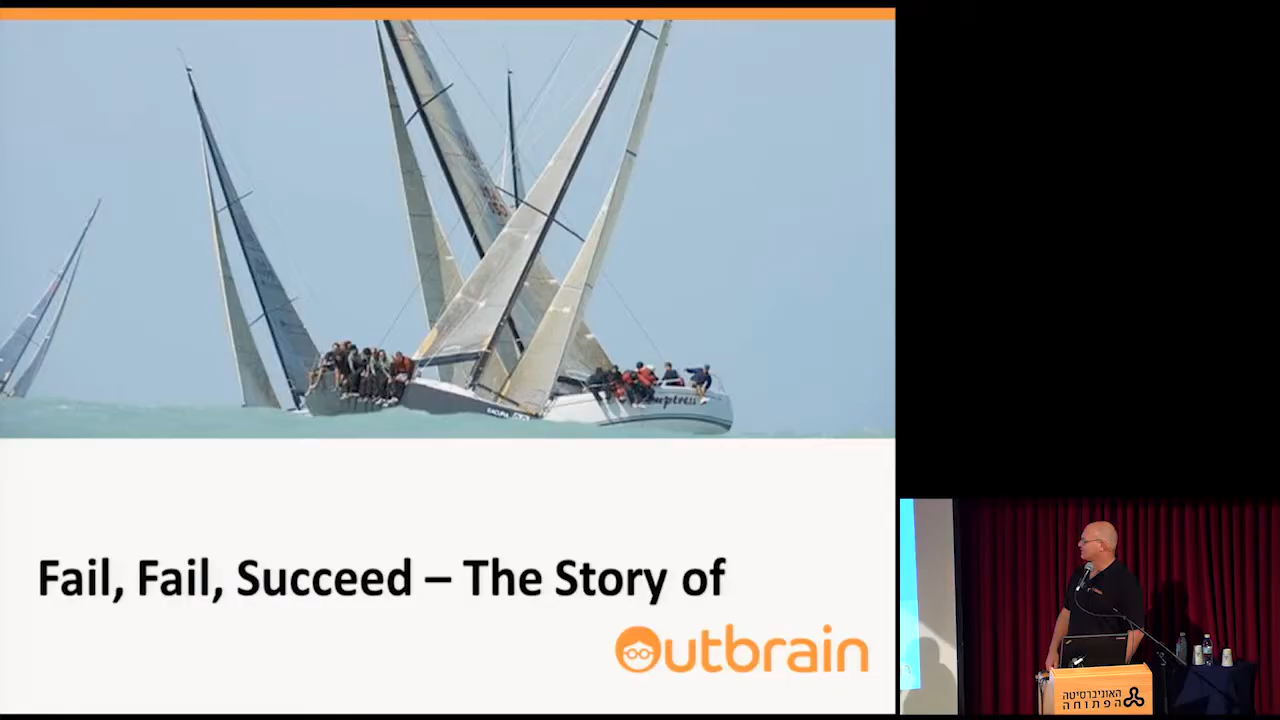 Fail, Fail, Succeed – The Story of
Outbrain
האוניברסיטה
הפתוחה